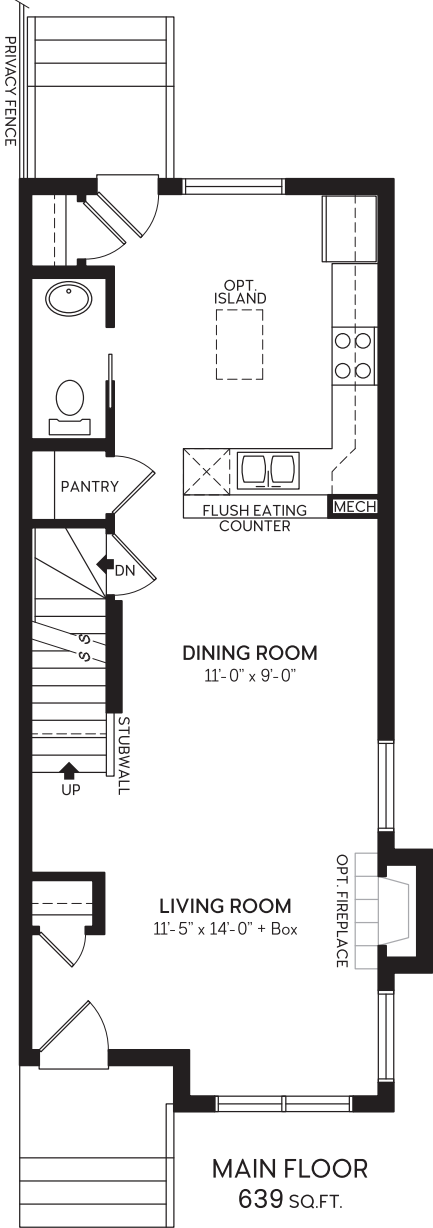 PRIVACY FENCE
OPT.
ISLAND
PANTRY
FLUSH EATING
COUNTER
MECH
DN
DINING ROOM
11'-0" x 9'-0"
S S
STUBWALL
UP
OPT. FIREPLACE
LIVING ROOM
11'-5" x 14'-0" + Box
MAIN FLOOR
639 SQ.FT.